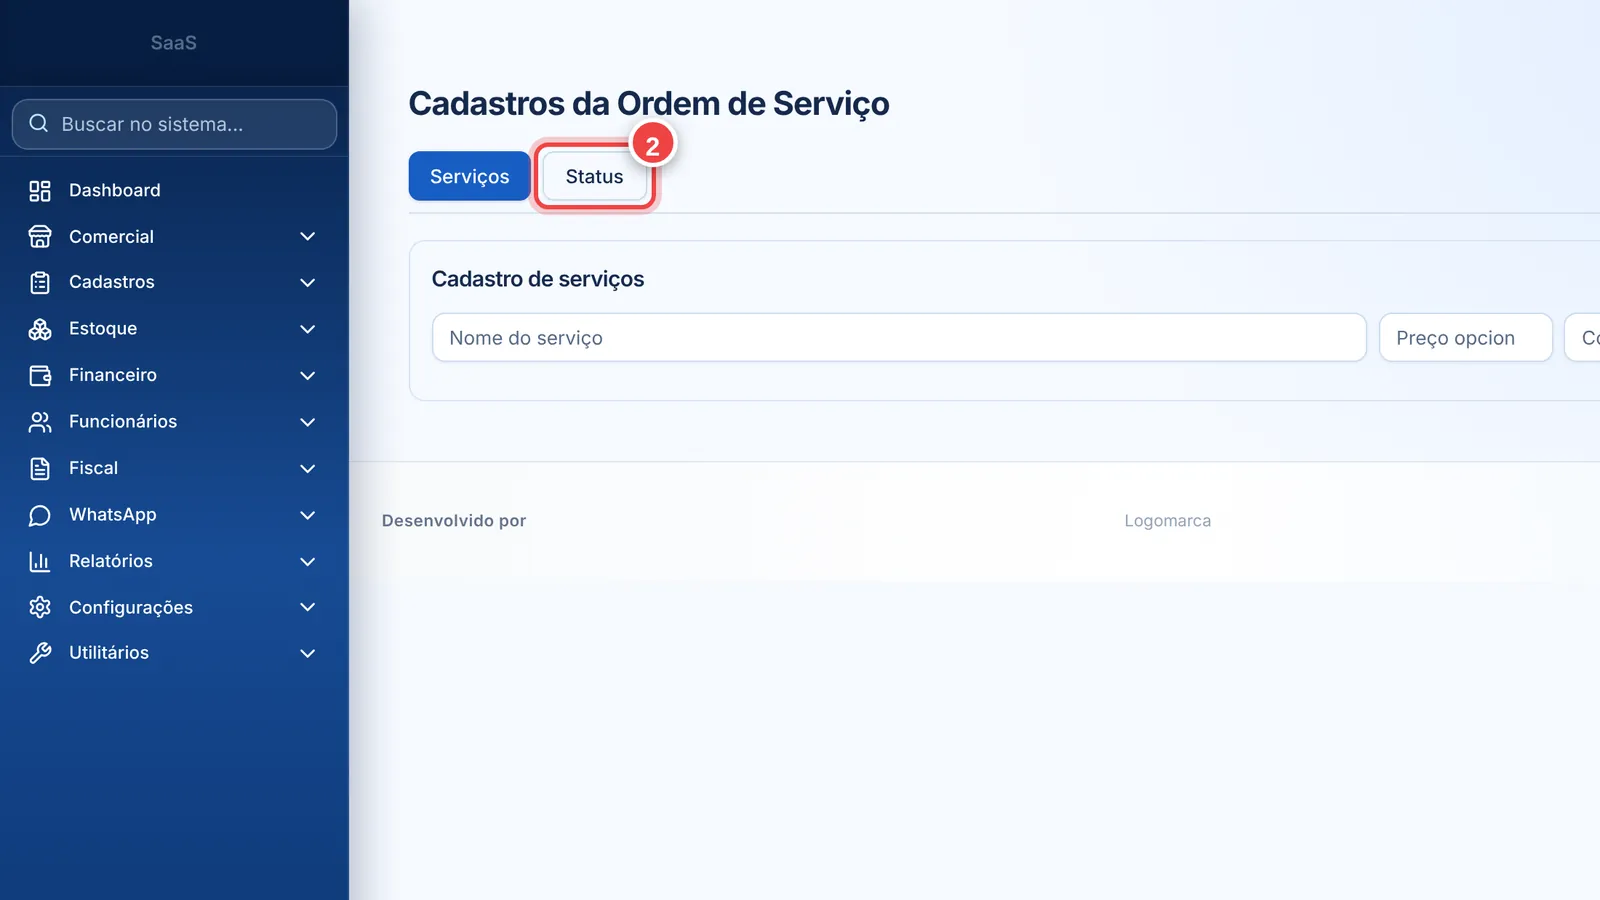 SaaS
Buscar no sistema...
Dashboard
Comercial
Cadastros
Estoque
Financeiro
Funcionários
Fiscal
WhatsApp
Relatórios
Configurações
Utilitários
Cadastros da Ordem de Serviço
Serviços
Status
2
Cadastro de serviços
Nome do serviço
Preço opcion
Co
Desenvolvido por
Logomarca